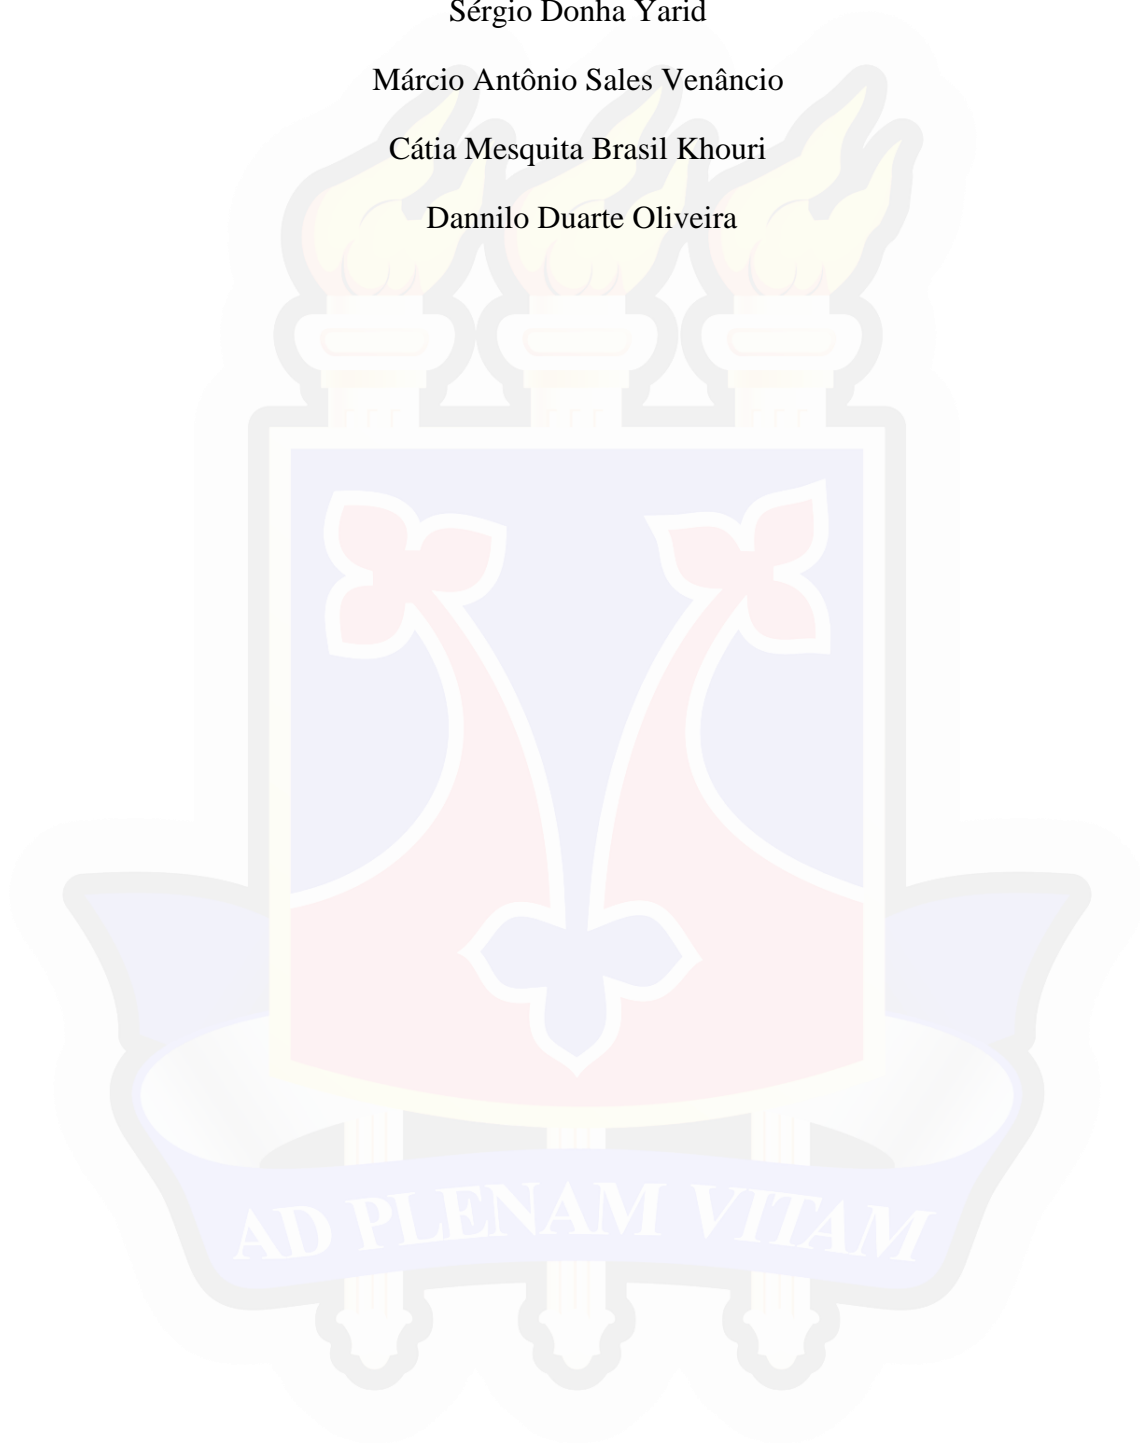 Sérgio Donha Yarid
Márcio Antônio Sales Venâncio
Cátia Mesquita Brasil Khouri
Dannilo Duarte Oliveira
AD PLENAM VITAM